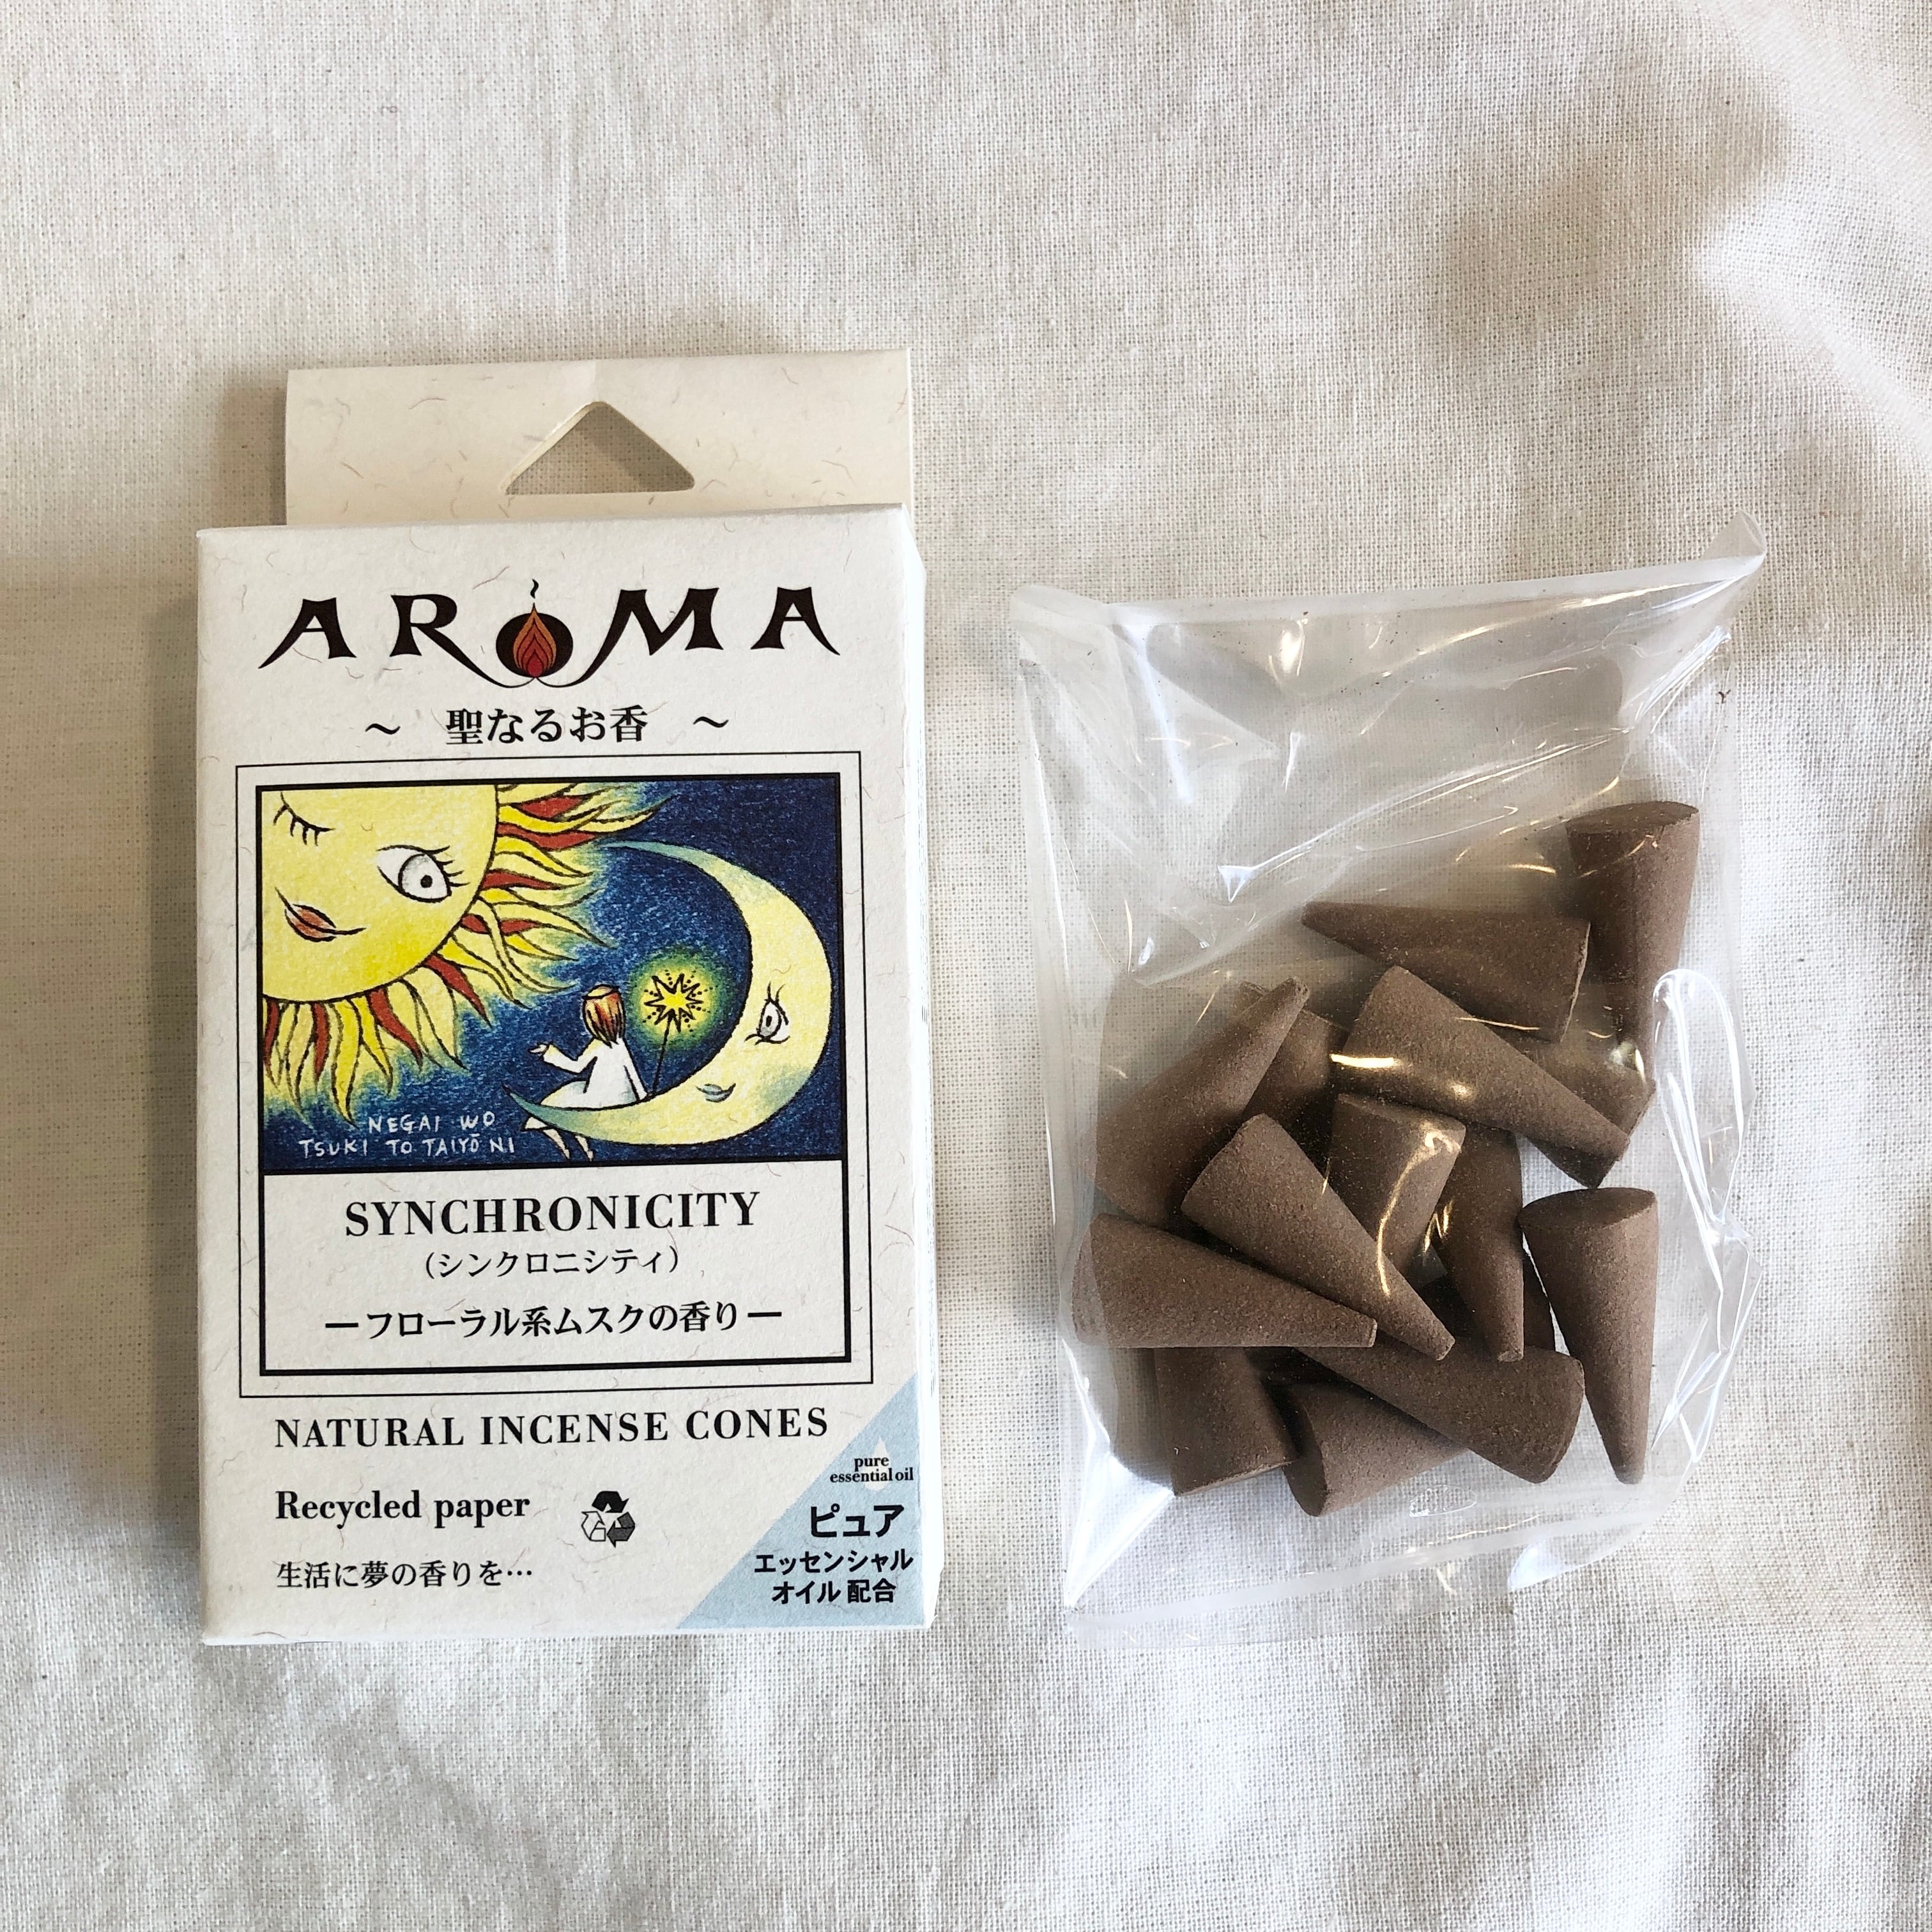 AROMA
～ 聖なるお香 ～
NEGAI WO
TSUKI TO TAIYŌ NI
SYNCHRONICITY
（シンクロニシティ）
ーフローラル系ムスクの香りー
NATURAL INCENSE CONES
Recycled paper
生活に夢の香りを…
pure
essential oil
ピュア
エッセンシャル
オイル 配合